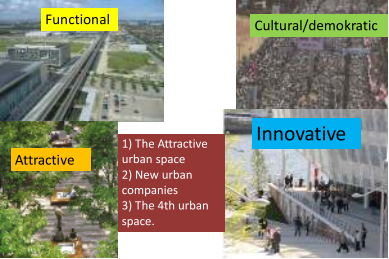 Functional
Cultural/demokratic
Innovative
Attractive
1) The Attractive
urban space
2) New urban
companies
3) The 4th urban
space.